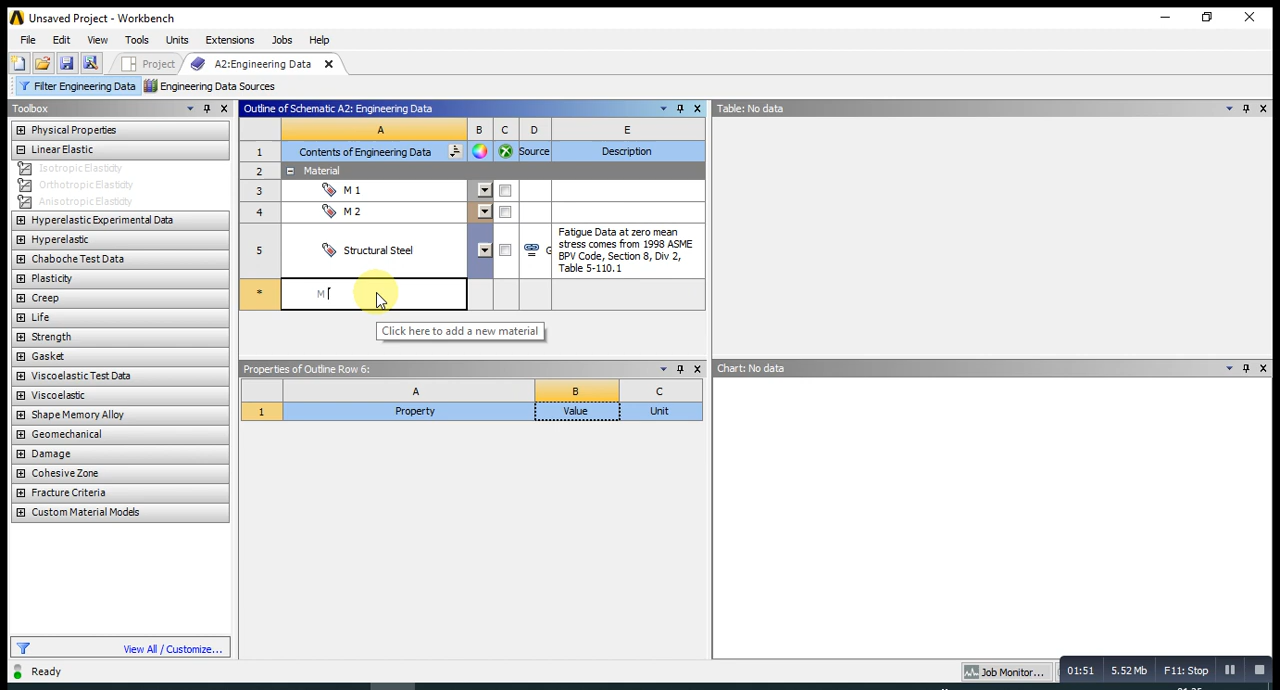 Unsaved Project - Workbench
File Edit View Tools Units Extensions Jobs Help
Project A2:Engineering Data
Filter Engineering Data Engineering Data Sources
Toolbox
Physical Properties
Linear Elastic
Isotropic Elasticity
Orthotropic Elasticity
Anisotropic Elasticity
Hyperelastic Experimental Data
Hyperelastic
Chaboche Test Data
Plasticity
Creep
Life
Strength
Gasket
Viscoelastic Test Data
Viscoelastic
Shape Memory Alloy
Geomechanical
Damage
Cohesive Zone
Fracture Criteria
Custom Material Models
View All / Customize...
Outline of Schematic A2: Engineering Data
A B C D E
1 Contents of Engineering Data Source Description
2 Material
3 M 1
4 M 2
5 Structural Steel G
Fatigue Data at zero mean
stress comes from 1998 ASME
BPV Code, Section 8, Div 2,
Table 5-110.1
* M
Click here to add a new material
Properties of Outline Row 6:
A B C
1 Property Value Unit
Table: No data
Chart: No data
Ready
Job Monitor...
01:51 5.52 Mb F11: Stop